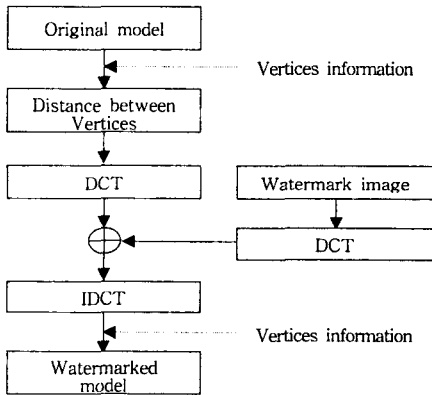 Original model
Vertices information
Distance between
Vertices
DCT
Watermark image
DCT
IDCT
Vertices information
Watermarked
model